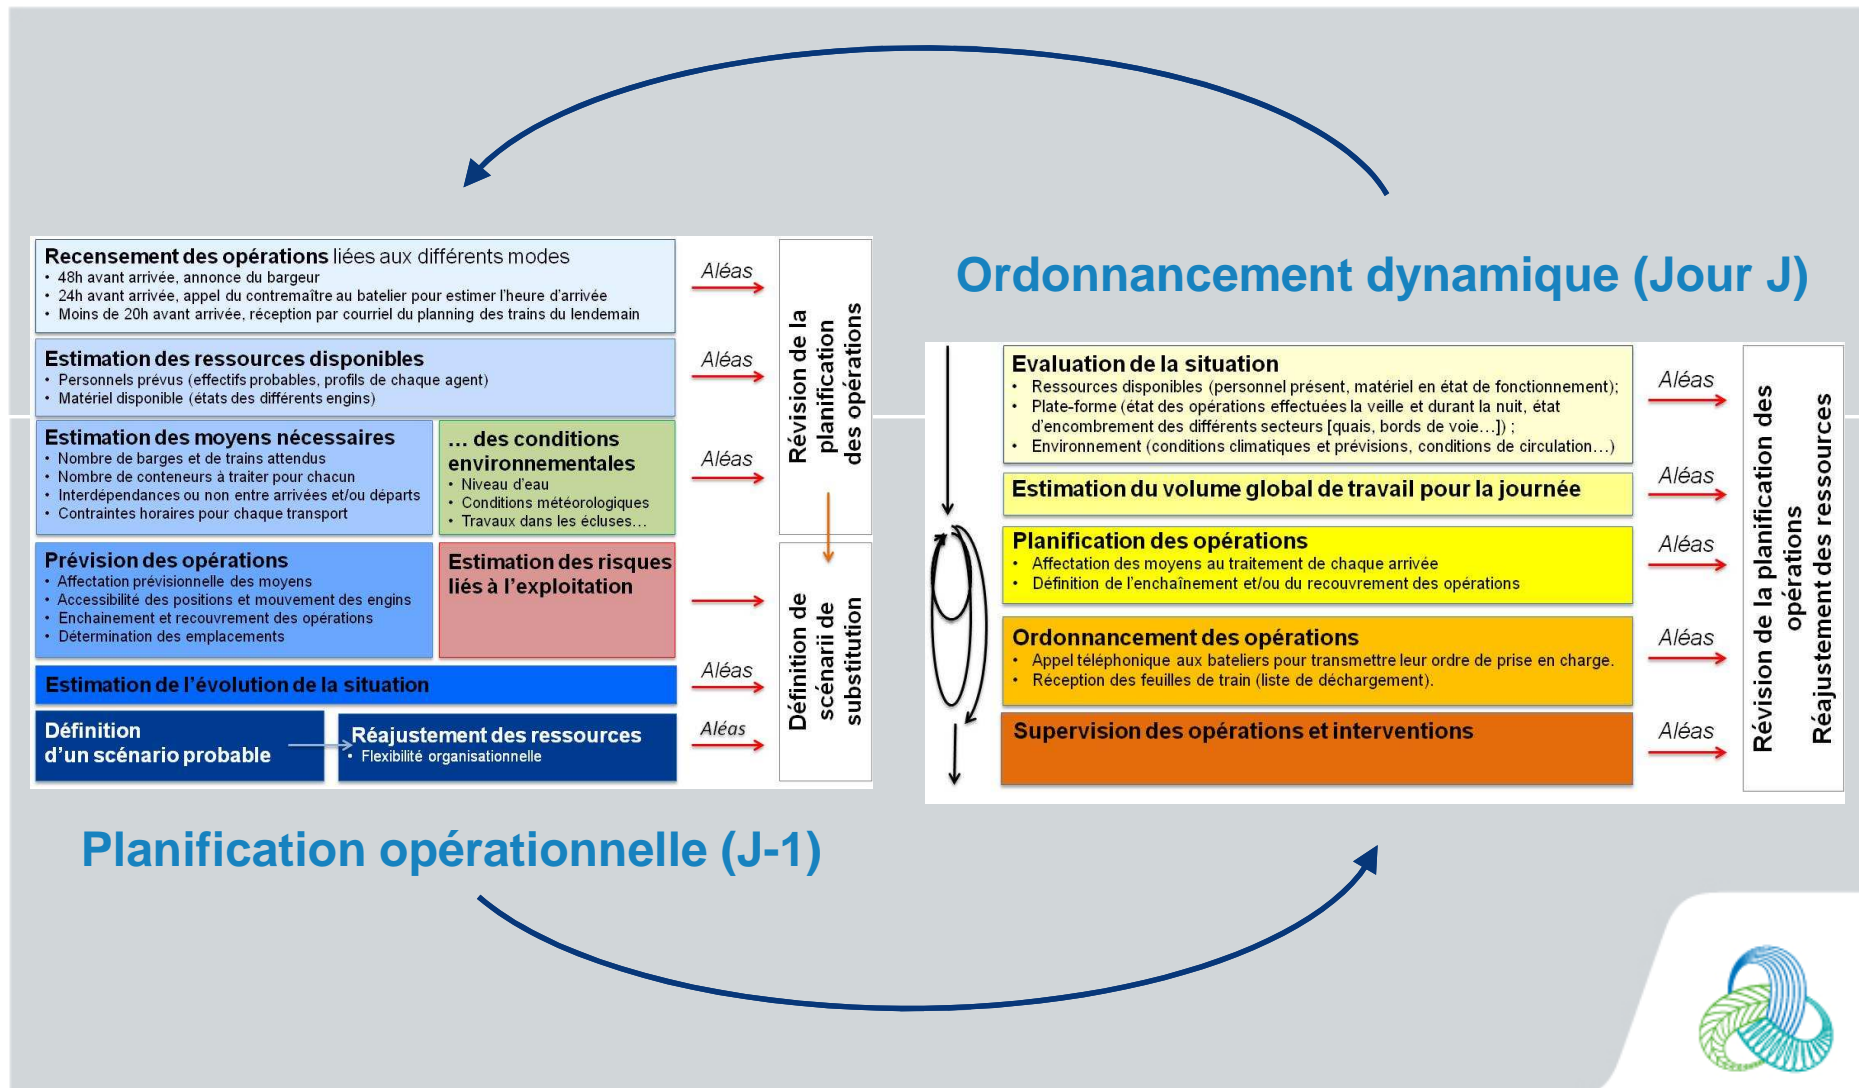 Recensement des opérations liées aux différents modes
• 48h avant arrivée, annonce du bargeur
• 24h avant arrivée, appel du contremaître au batelier pour estimer l'heure d'arrivée
• Moins de 20h avant arrivée, réception par courriel du planning des trains du lendemain
Aléas
Estimation des ressources disponibles
• Personnels prévus (effectifs probables, profils de chaque agent)
• Matériel disponible (états des différents engins)
Aléas
Estimation des moyens nécessaires
• Nombre de barges et de trains attendus
• Nombre de conteneurs à traiter pour chacun
• Interdépendances ou non entre arrivées et/ou départs
• Contraintes horaires pour chaque transport
… des conditions
environnementales
• Niveau d'eau
• Conditions météorologiques
• Travaux dans les écluses…
Aléas
Révision de la
planification
des opérations
Prévision des opérations
• Affectation prévisionnelle des moyens
• Accessibilité des positions et mouvement des engins
• Enchainement et recouvrement des opérations
• Détermination des emplacements
Estimation des risques
liés à l'exploitation
Estimation de l'évolution de la situation
Aléas
Définition
d'un scénario probable
Réajustement des ressources
• Flexibilité organisationnelle
Aléas
Définition de
scénarii de
substitution
Planification opérationnelle (J-1)
Ordonnancement dynamique (Jour J)
Evaluation de la situation
• Ressources disponibles (personnel présent, matériel en état de fonctionnement);
• Plate-forme (état des opérations effectuées la veille et durant la nuit, état
d'encombrement des différents secteurs [quais, bords de voie…]) ;
• Environnement (conditions climatiques et prévisions, conditions de circulation…)
Aléas
Estimation du volume global de travail pour la journée
Aléas
Planification des opérations
• Affectation des moyens au traitement de chaque arrivée
• Définition de l'enchaînement et/ou du recouvrement des opérations
Aléas
Ordonnancement des opérations
• Appel téléphonique aux bateliers pour transmettre leur ordre de prise en charge.
• Réception des feuilles de train (liste de déchargement).
Aléas
Supervision des opérations et interventions
Aléas
Révision de la planification des
opérations
Réajustement des ressources